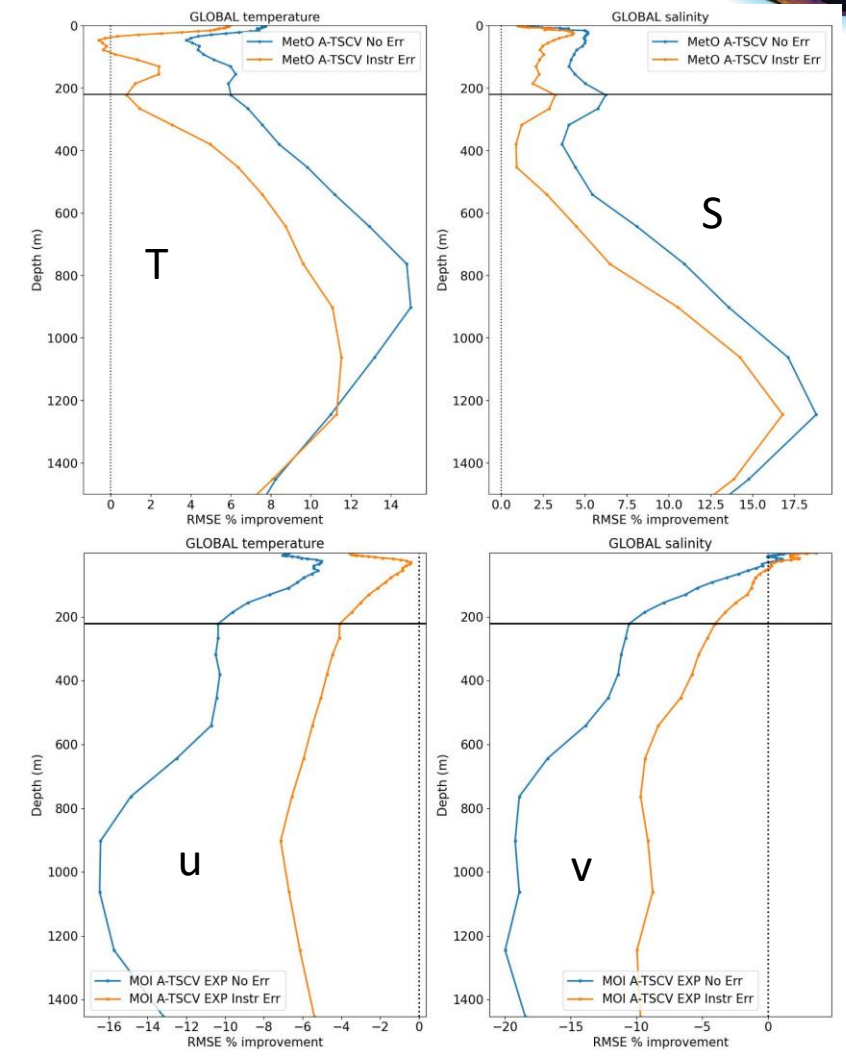 GLOBAL temperature
MetO A-TSCV No Err
MetO A-TSCV Instr Err
0
200
400
600
800
1000
1200
1400
Depth (m)
T
0 2 4 6 8 10 12 14
RMSE % improvement
GLOBAL salinity
MetO A-TSCV No Err
MetO A-TSCV Instr Err
0
200
400
600
800
1000
1200
1400
Depth (m)
S
0.0 2.5 5.0 7.5 10.0 12.5 15.0 17.5
RMSE % improvement
GLOBAL temperature
200
400
600
800
1000
1200
1400
Depth (m)
u
MOI A-TSCV EXP No Err
MOI A-TSCV EXP Instr Err
−16 −14 −12 −10 −8 −6 −4 −2 0
RMSE % improvement
GLOBAL salinity
200
400
600
800
1000
1200
1400
Depth (m)
v
MOI A-TSCV EXP No Err
MOI A-TSCV EXP Instr Err
−20 −15 −10 −5 0
RMSE % improvement